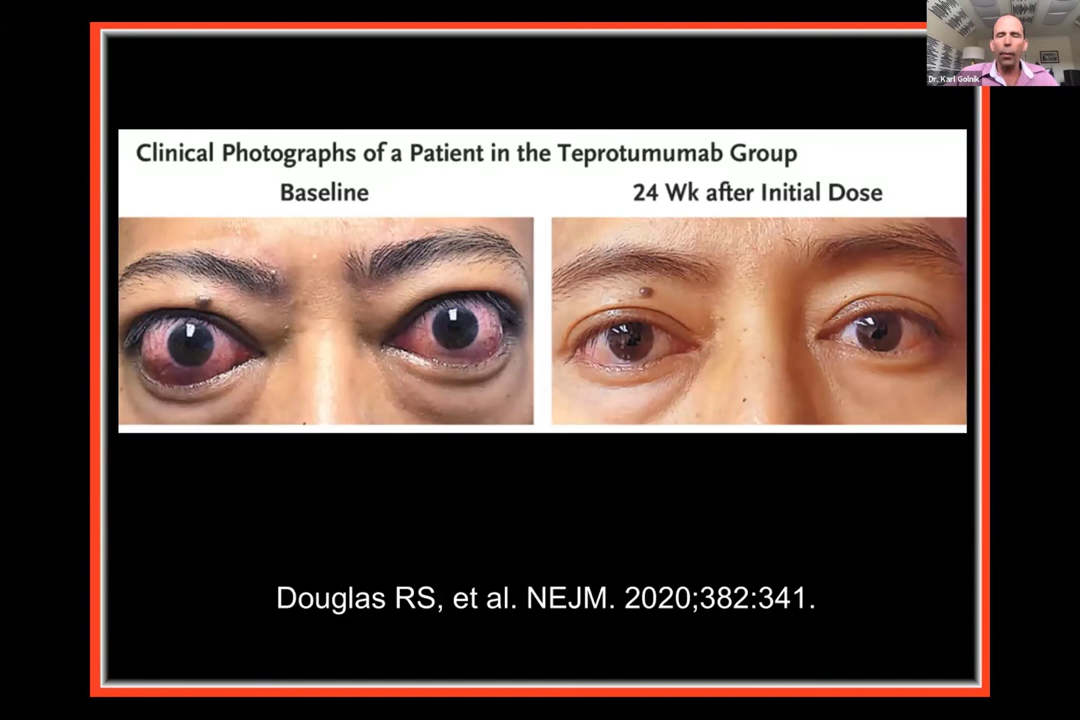 Dr. Karl Golnik
Clinical Photographs of a Patient in the Teprotumumab Group
Baseline
24 Wk after Initial Dose
Douglas RS, et al. NEJM. 2020;382:341.